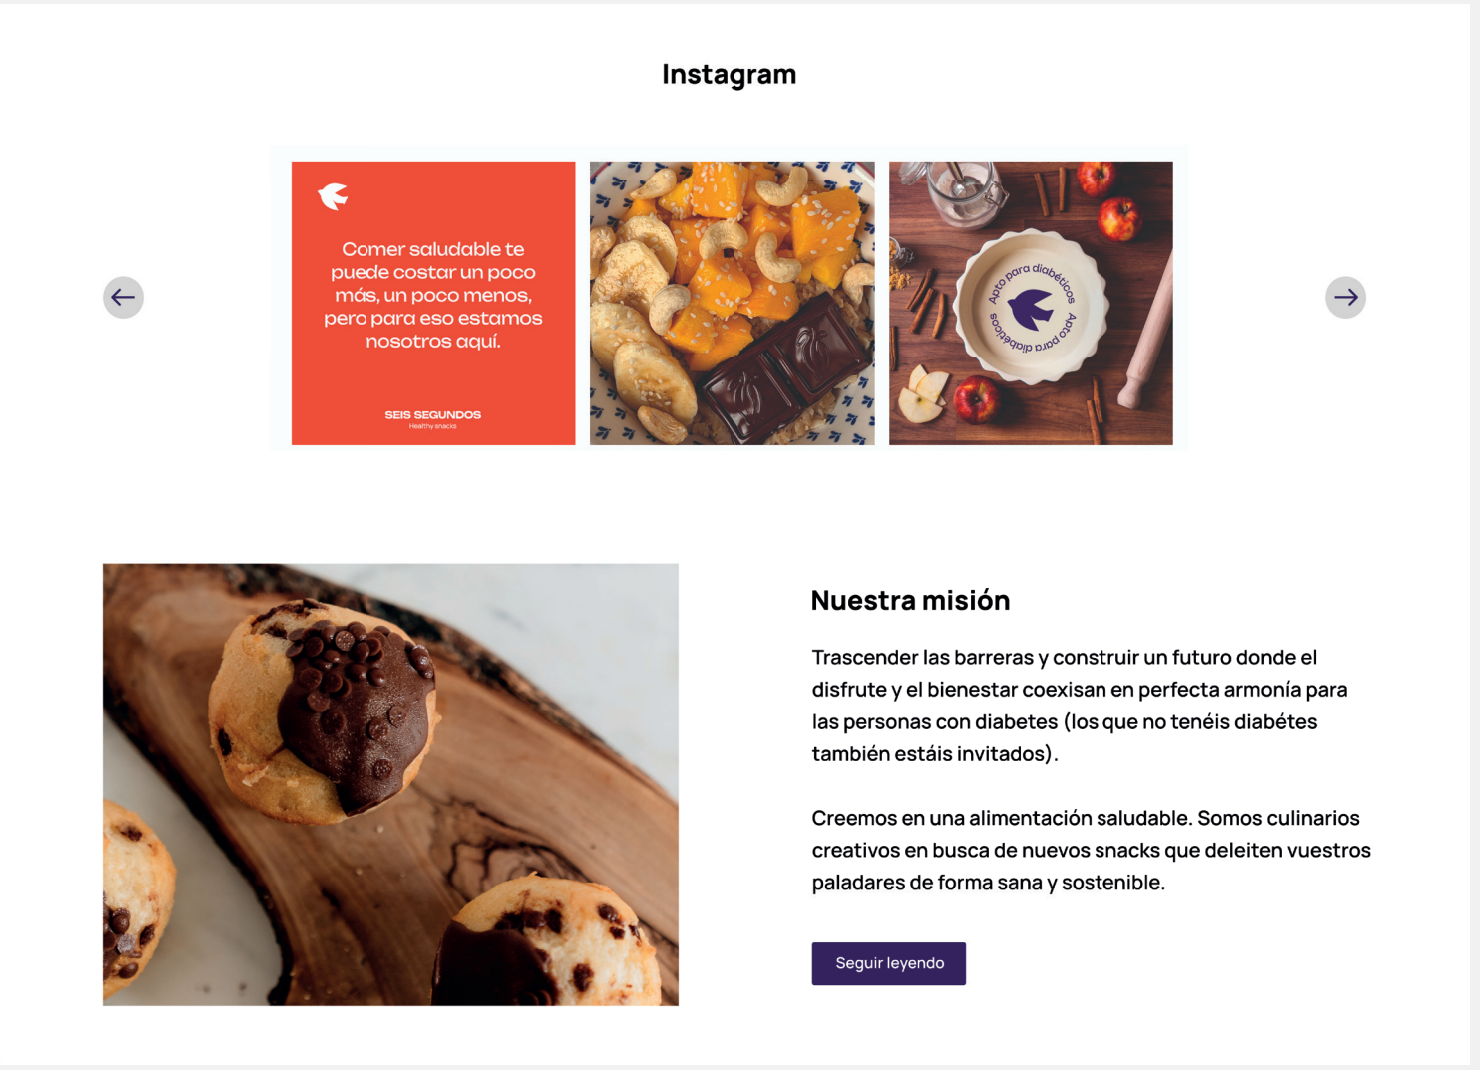 Instagram
Comer saludable te
puede costar un poco
más, un poco menos,
pero para eso estamos
nosotros aquí.
SEIS SEGUNDOS
Healthy snacks
Apto para diabéticos
Apto para diabéticos
Nuestra misión
Trascender las barreras y construir un futuro donde el
disfrute y el bienestar coexisan en perfecta armonía para
las personas con diabetes (los que no tenéis diabétes
también estáis invitados).
Creemos en una alimentación saludable. Somos culinarios
creativos en busca de nuevos snacks que deleiten vuestros
paladares de forma sana y sostenible.
Seguir leyendo